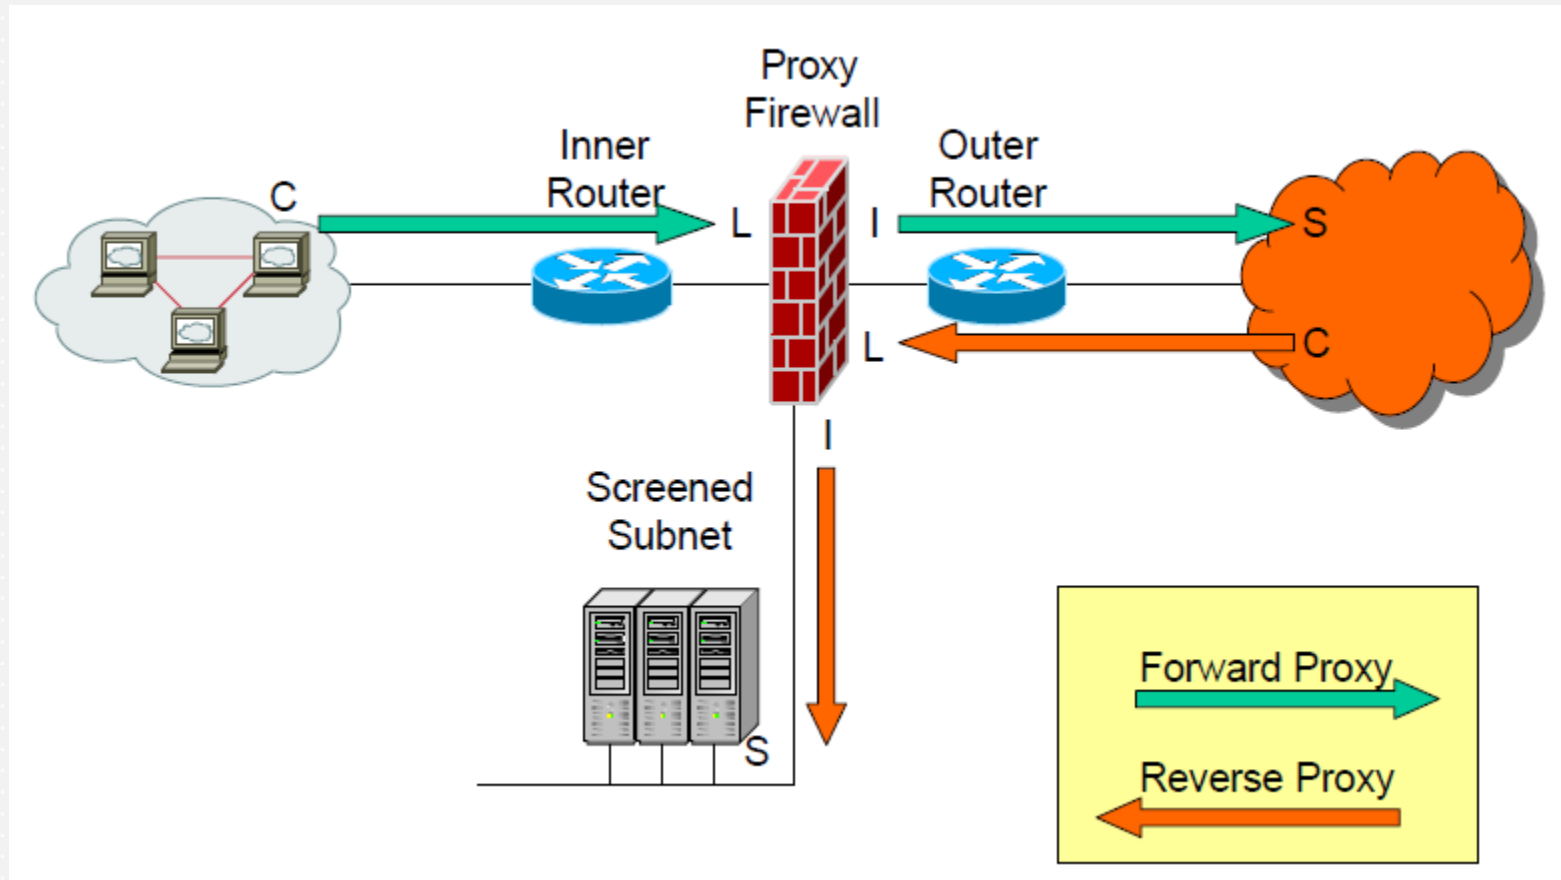 Proxy
Firewall
Inner
Router
Outer
Router
C
L
I
S
L
C
I
Screened
Subnet
S
Forward Proxy
Reverse Proxy